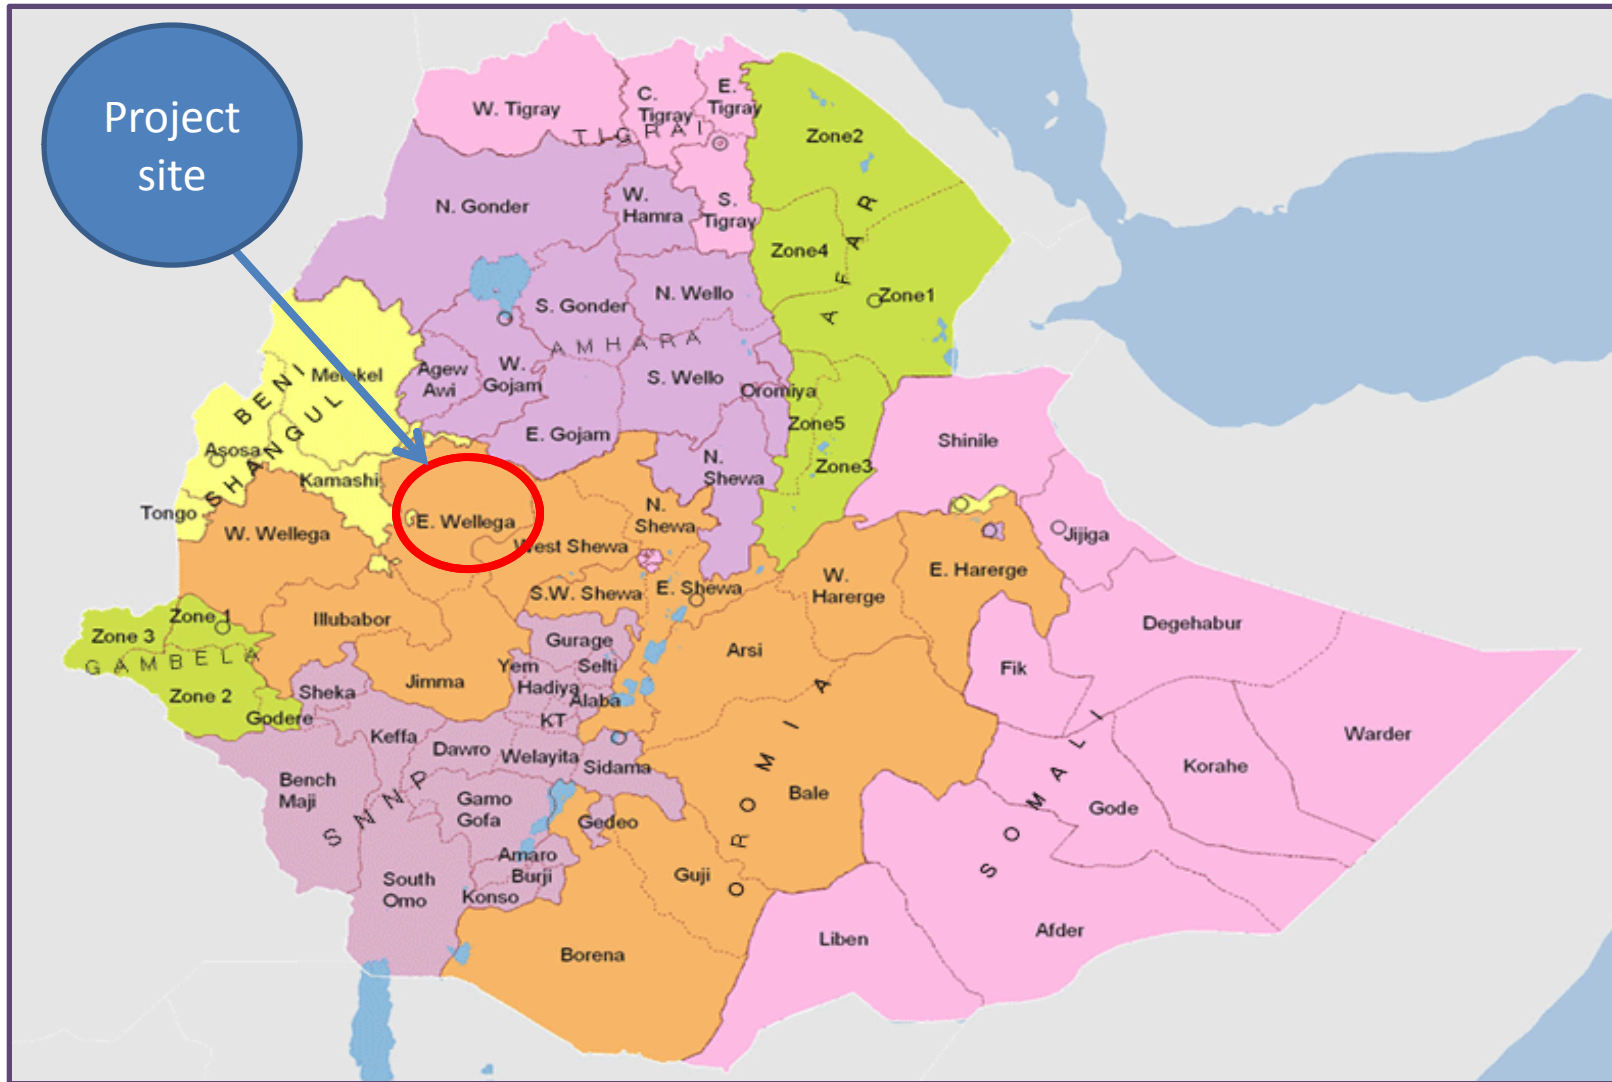 Project
site
W. Tigray
C.
Tigray
E.
Tigray
TIGRAI
S.
Tigray
Zone2
N. Gonder
W.
Hamra
Zone4
AFAR
Zone1
S. Gonder
N. Wello
AMHARA
Metekel
Agew
Awi
W.
Gojam
S. Wello
Oromiya
BENI
SHANGUL
E. Gojam
Zone5
Shinile
Asosa
Kamashi
N.
Shewa
Zone3
Tongo
W. Wellega
E. Wellega
N.
Shewa
West Shewa
Jijiga
S.W. Shewa
E. Shewa
W.
Harerge
E. Harerge
Zone 1
Zone 3
GAMBELA
Illubabor
Gurage
Arsi
Degehabur
Yem
Selti
Fik
Zone 2
Sheka
Jimma
Hadiya
Alaba
Godere
KT
Keffa
Dawro
Welayita
Sidama
OROMIA
Warder
Bench
Maji
SNNP
Gamo
Gofa
Bale
SOMALI
Korahe
Gode
Gedeo
Amaro
Burji
South
Omo
Konso
Guji
Borena
Liben
Afder